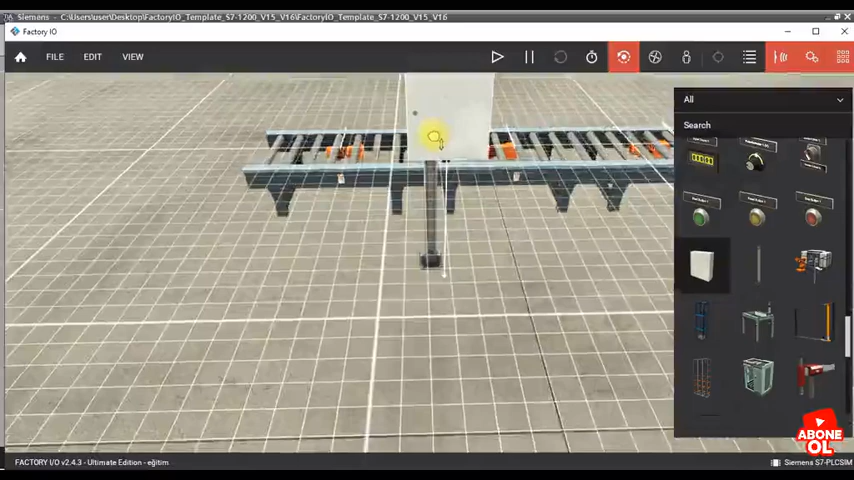 Siemens - C:\Users\user\Desktop\FactoryIO_Template_S7-1200_V15_V16\FactoryIO_Template_S7-1200_V15_V16
Factory IO
FILE EDIT VIEW
All
Search
ABONE
OL
FACTORY I/O v2.4.3 - Ultimate Edition - eğitim
Siemens S7-PLCSIM